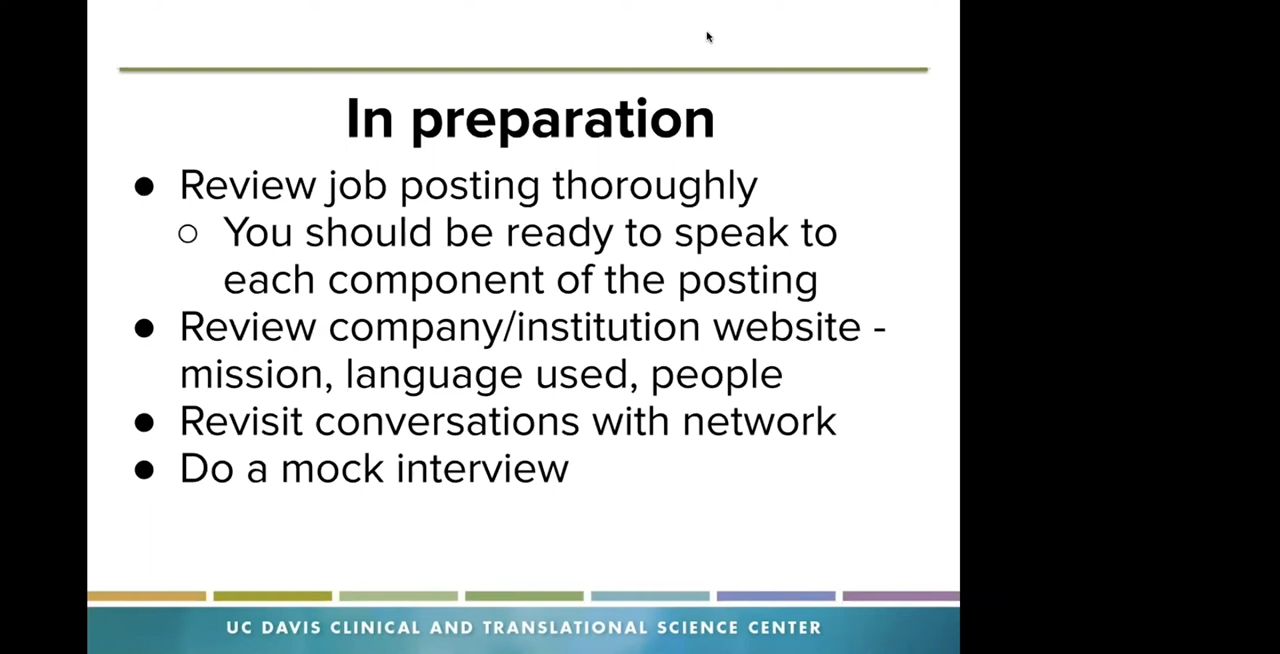 In preparation
● Review job posting thoroughly
○ You should be ready to speak to
each component of the posting
● Review company/institution website -
mission, language used, people
● Revisit conversations with network
● Do a mock interview
UC DAVIS CLINICAL AND TRANSLATIONAL SCIENCE CENTER